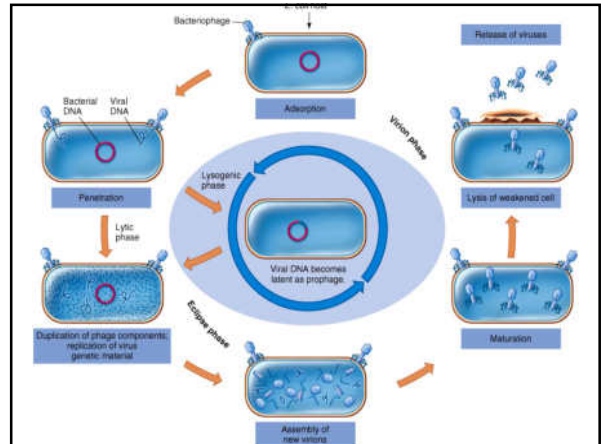 Bacteriophage
Release of viruses
Adsorption
Bacterial
DNA
Viral
DNA
Virion phase
Penetration
Lysogenic
phase
Lysis of weakened cell
Lytic
phase
Viral DNA becomes
latent as prophage.
Duplication of phage components;
replication of virus
genetic material
Eclipse phase
Maturation
Assembly of
new virions